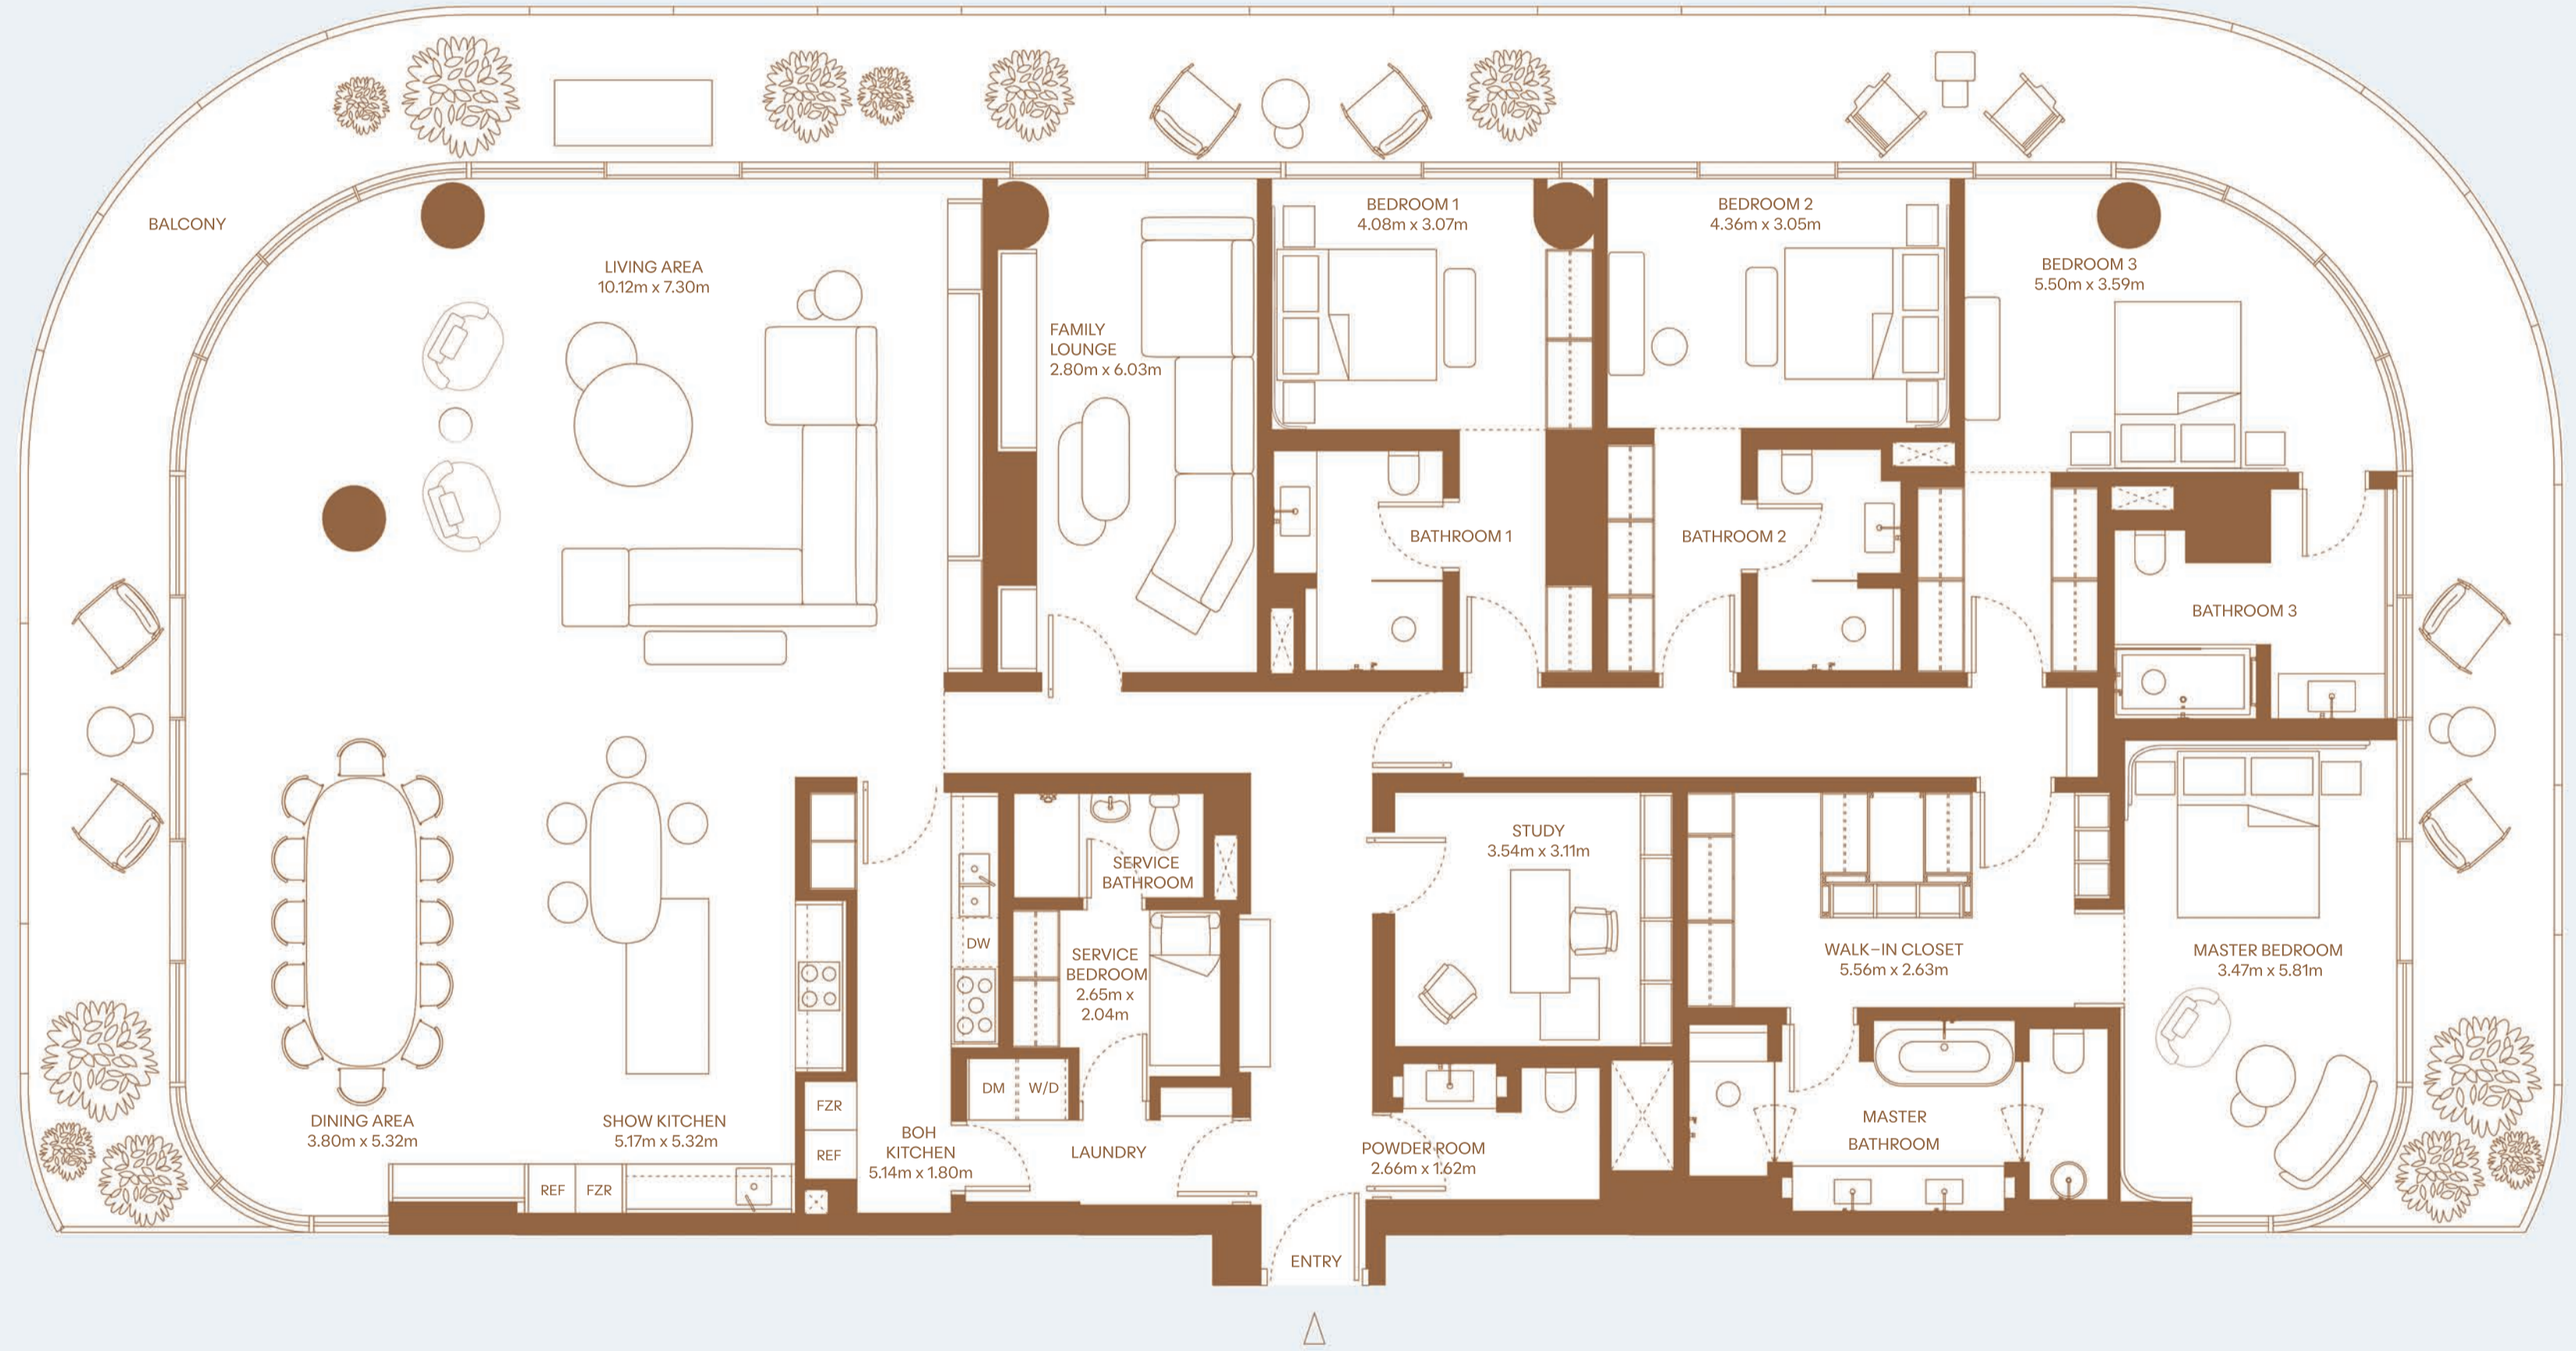 BALCONY
LIVING AREA
10.12m x 7.30m
FAMILY
LOUNGE
2.80m x 6.03m
BEDROOM 1
4.08m x 3.07m
BEDROOM 2
4.36m x 3.05m
BEDROOM 3
5.50m x 3.59m
BATHROOM 1
BATHROOM 2
BATHROOM 3
DINING AREA
3.80m x 5.32m
SHOW KITCHEN
5.17m x 5.32m
REF
FZR
FZR
REF
BOH
KITCHEN
5.14m x 1.80m
DW
DM
W/D
SERVICE
BATHROOM
SERVICE
BEDROOM
2.65m x
2.04m
LAUNDRY
STUDY
3.54m x 3.11m
POWDER ROOM
2.66m x 1.62m
ENTRY
WALK-IN CLOSET
5.56m x 2.63m
MASTER
BATHROOM
MASTER BEDROOM
3.47m x 5.81m